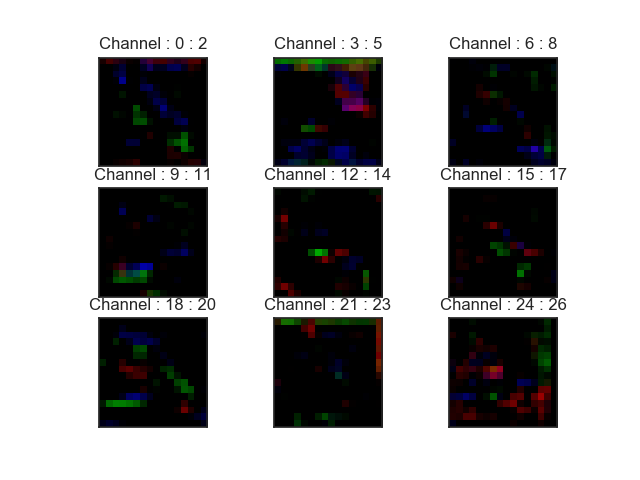 Channel : 0 : 2
Channel : 3 : 5
Channel : 6 : 8
Channel : 9 : 11
Channel : 12 : 14
Channel : 15 : 17
Channel : 18 : 20
Channel : 21 : 23
Channel : 24 : 26